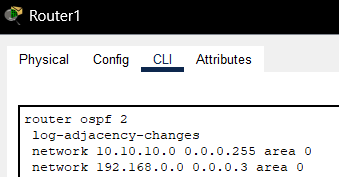 Router1
Physical Config CLI Attributes
router ospf 2
log-adjacency-changes
network 10.10.10.0 0.0.0.255 area 0
network 192.168.0.0 0.0.0.3 area 0